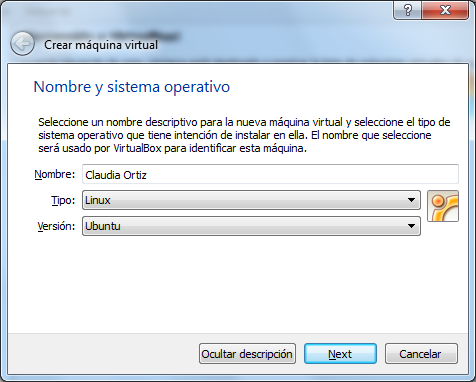 Crear máquina virtual
Nombre y sistema operativo
Seleccione un nombre descriptivo para la nueva máquina virtual y seleccione el tipo de
sistema operativo que tiene intención de instalar en ella. El nombre que seleccione
será usado por VirtualBox para identificar esta máquina.
Nombre: Claudia Ortiz
Tipo: Linux
Versión: Ubuntu
Ocultar descripción Next Cancelar